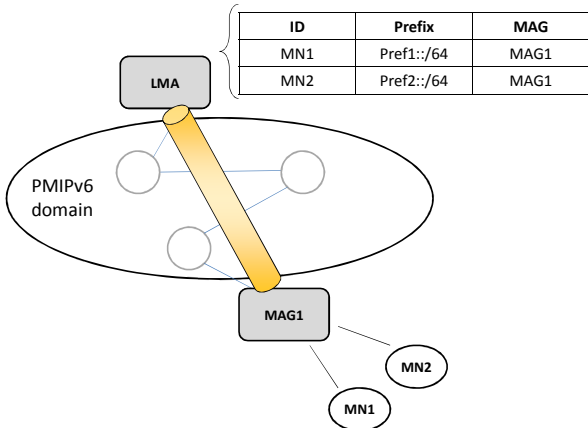 ID Prefix MAG
MN1 Pref1::/64 MAG1
MN2 Pref2::/64 MAG1
LMA
PMIPv6
domain
MAG1
MN2
MN1